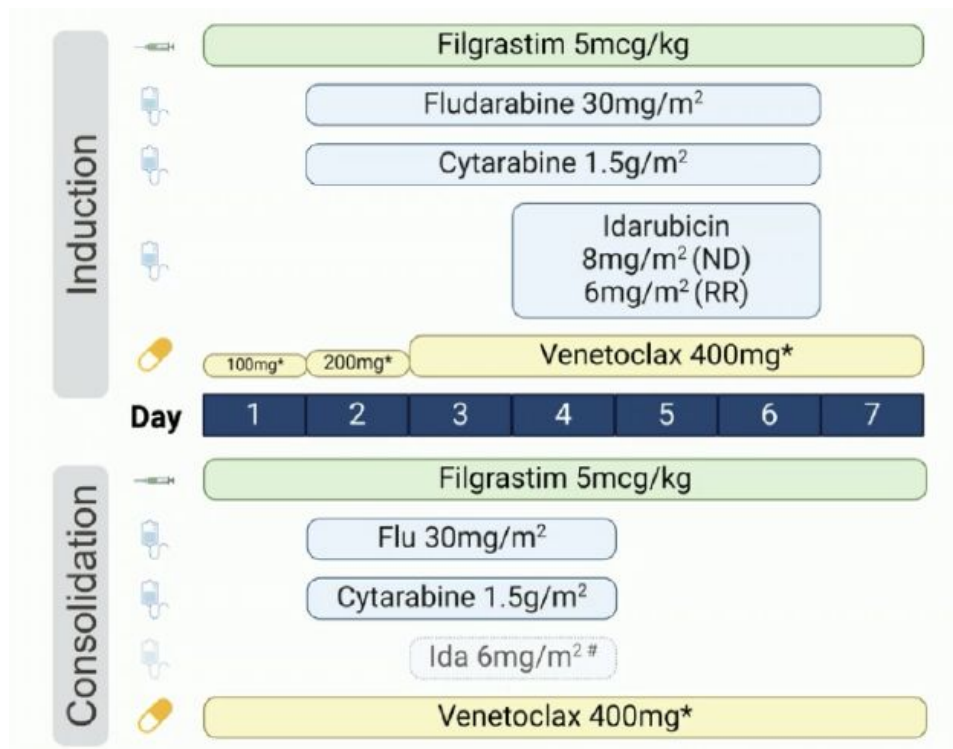 Induction
Filgrastim 5mcg/kg
Fludarabine 30mg/m²
Cytarabine 1.5g/m²
Idarubicin
8mg/m² (ND)
6mg/m² (RR)
100mg*
200mg*
Venetoclax 400mg*
Day 1 2 3 4 5 6 7
Consolidation
Filgrastim 5mcg/kg
Flu 30mg/m²
Cytarabine 1.5g/m²
Ida 6mg/m² #
Venetoclax 400mg*